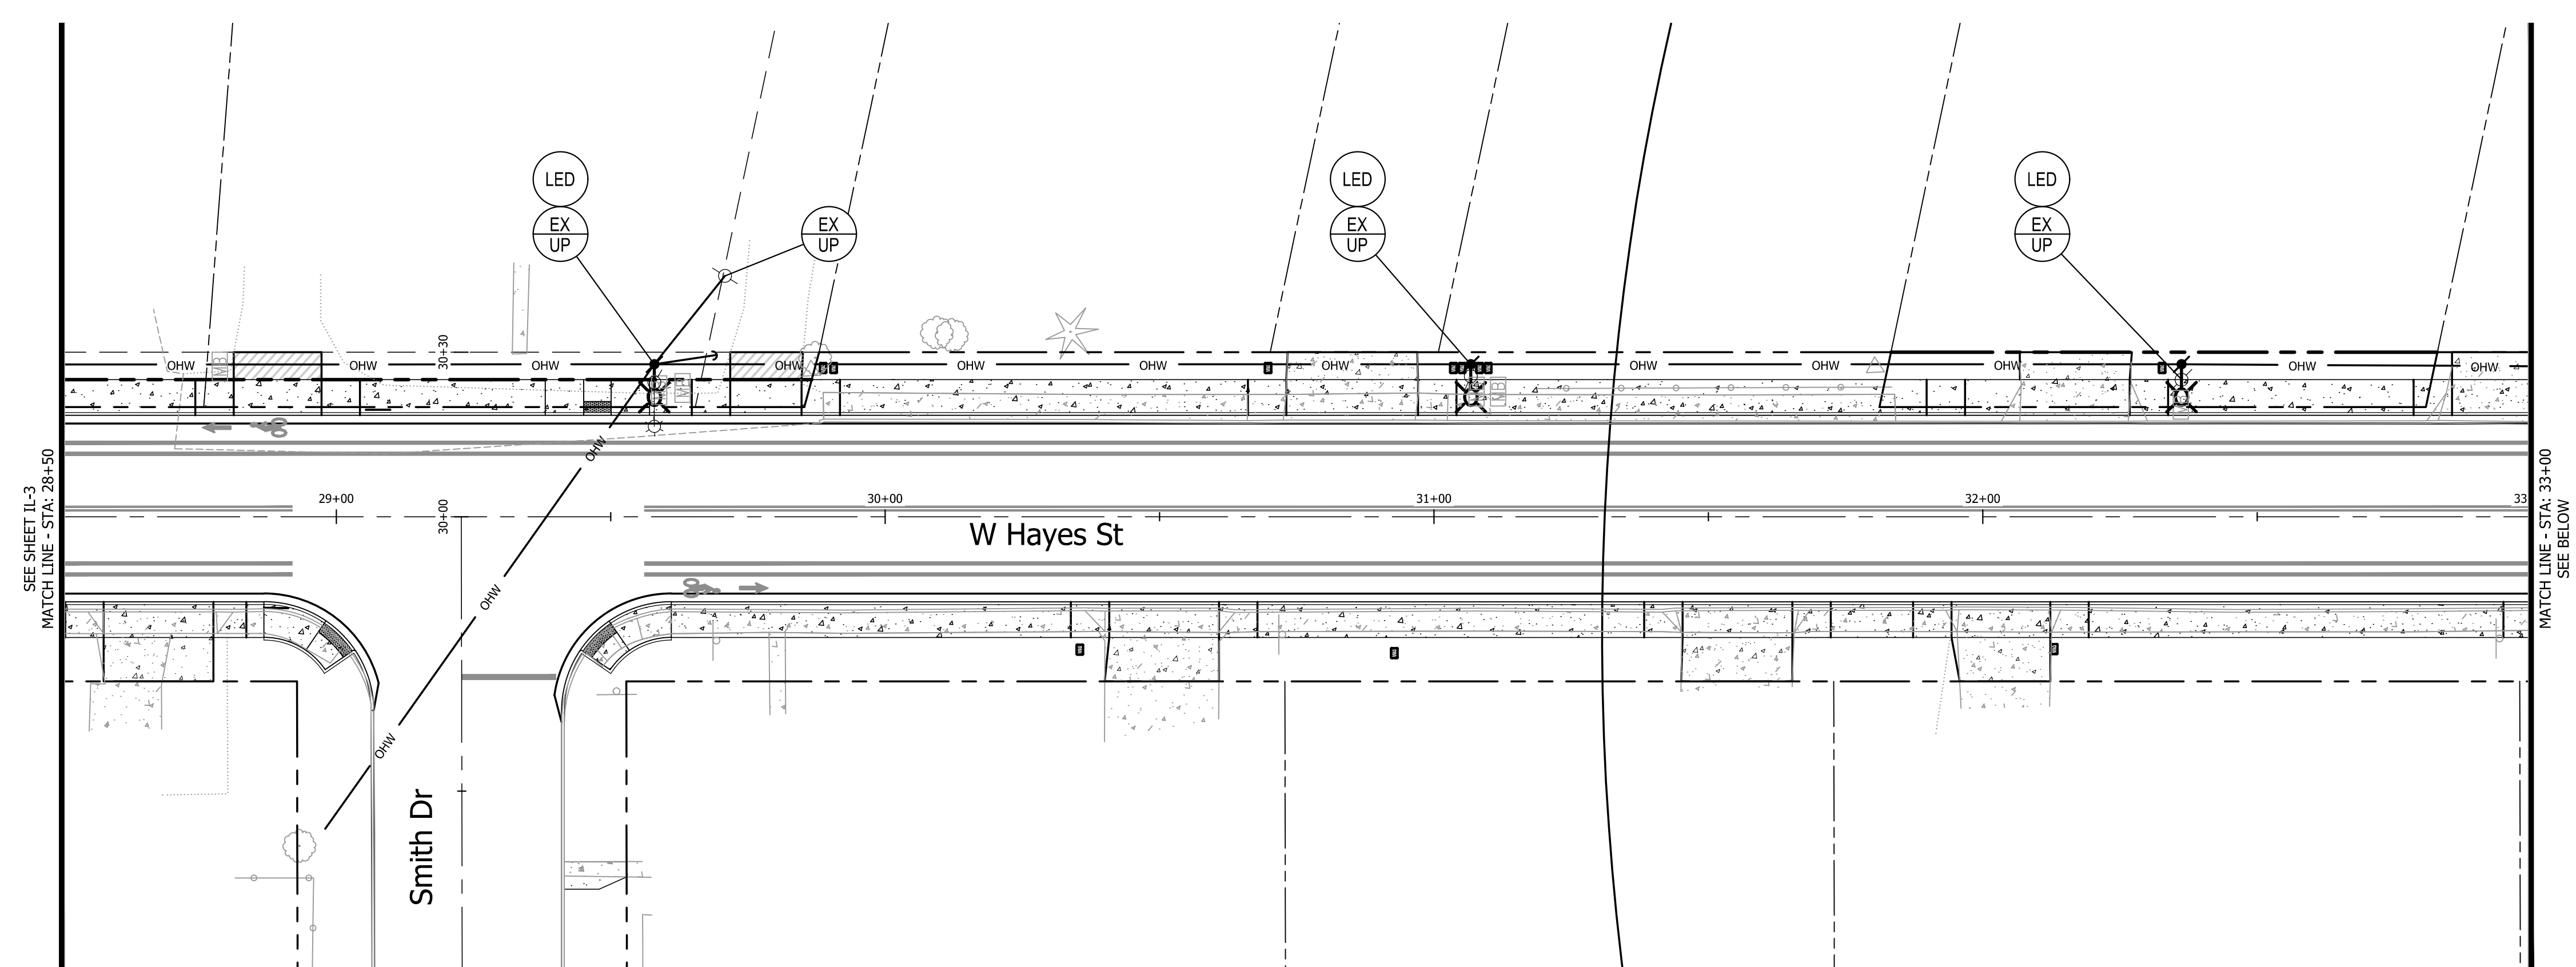 LED
LED
LED
EX
UP
EX
UP
EX
UP
EX
UP
OHW
OHW
OHW
OHW
OHW
OHW
OHW
OHW
OHW
OHW
OHW
OHW
MB
30+30
MB
MB
OHW
SEE SHEET IL-3
MATCH LINE - STA: 28+50
29+00
30+00
31+00
32+00
33
30+00
W Hayes St
MATCH LINE - STA: 33+00
SEE BELOW
OHW
OHW
Smith Dr